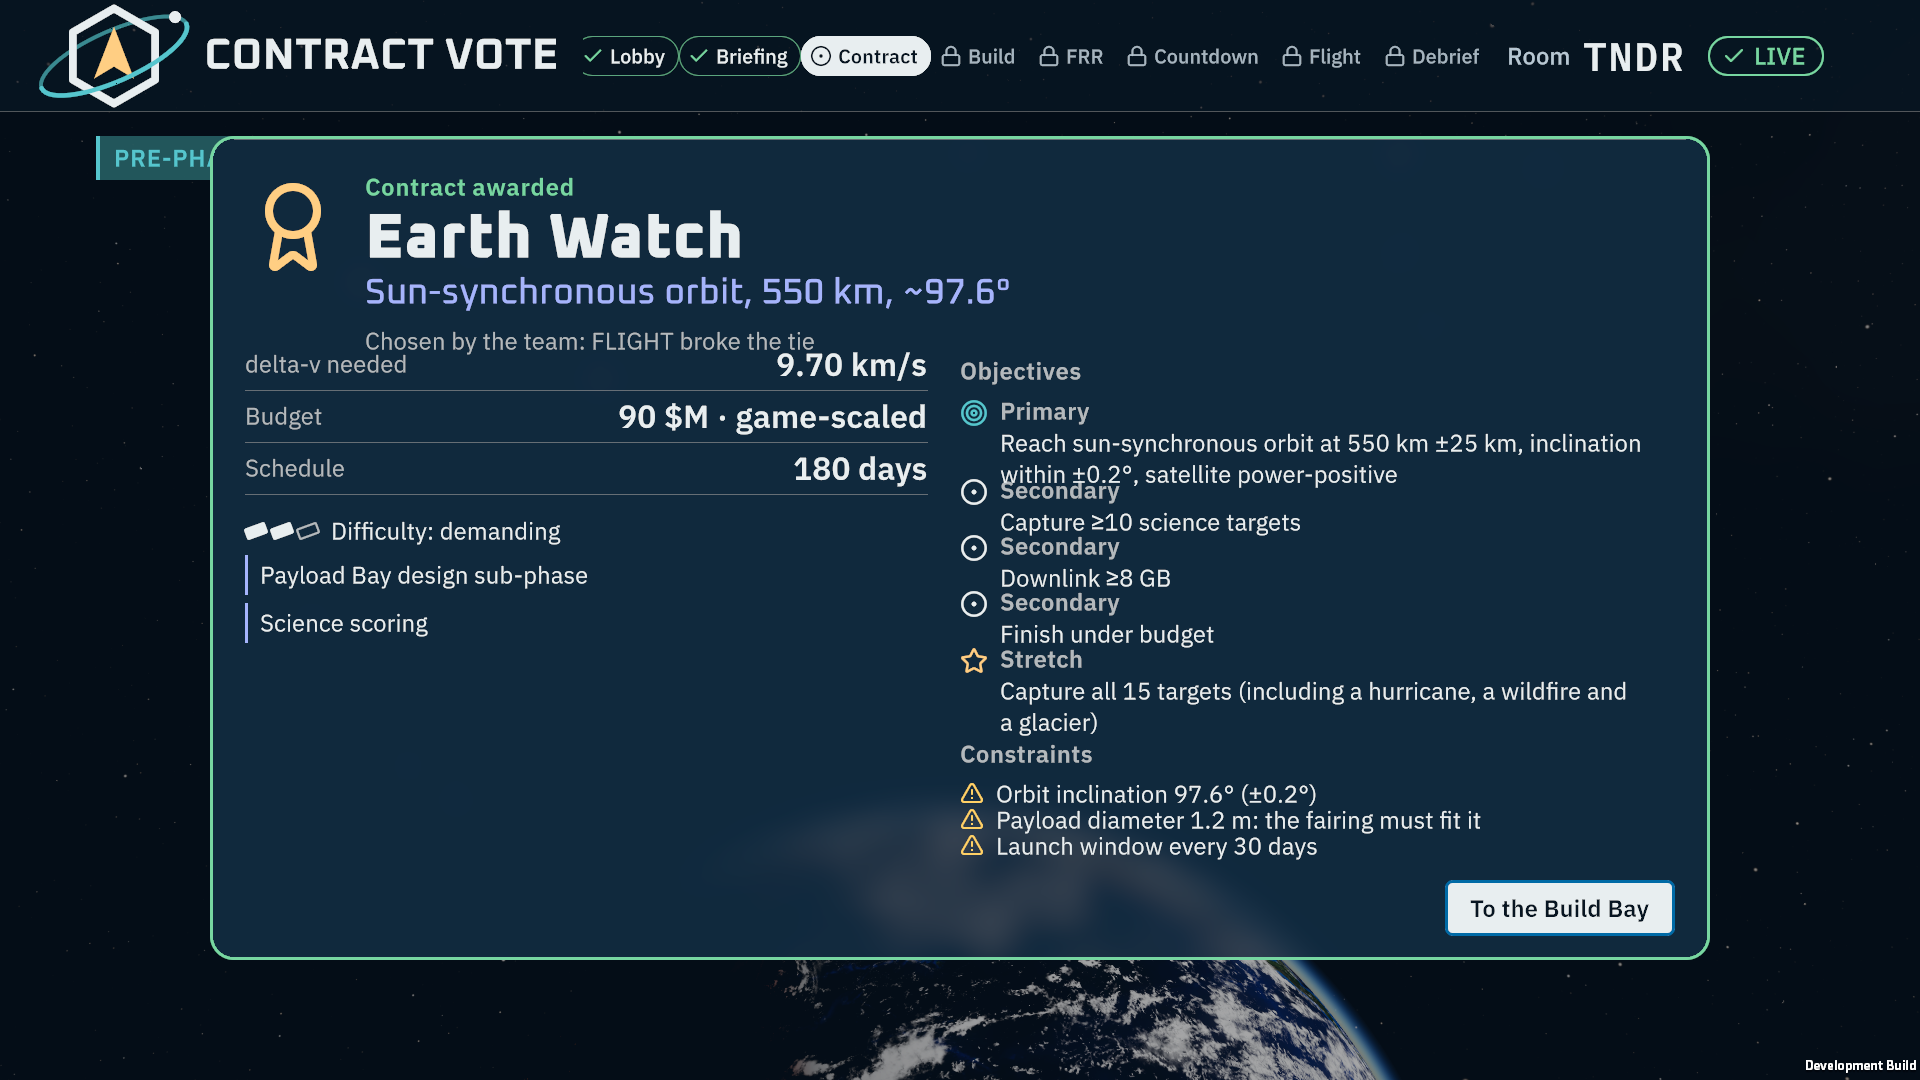 CONTRACT VOTE
Lobby
Briefing
Contract
Build
FRR
Countdown
Flight
Debrief
Room TNDR
LIVE
PRE-PHA
Contract awarded
Earth Watch
Sun-synchronous orbit, 550 km, ~97.6°
Chosen by the team: FLIGHT broke the tie
delta-v needed 9.70 km/s
Budget 90 $M · game-scaled
Schedule 180 days
Difficulty: demanding
Payload Bay design sub-phase
Science scoring
Objectives
Primary
Reach sun-synchronous orbit at 550 km ±25 km, inclination
within ±0.2°, satellite power-positive
Secondary
Capture ≥10 science targets
Secondary
Downlink ≥8 GB
Secondary
Finish under budget
Stretch
Capture all 15 targets (including a hurricane, a wildfire and
a glacier)
Constraints
Orbit inclination 97.6° (±0.2°)
Payload diameter 1.2 m: the fairing must fit it
Launch window every 30 days
To the Build Bay
Development Build